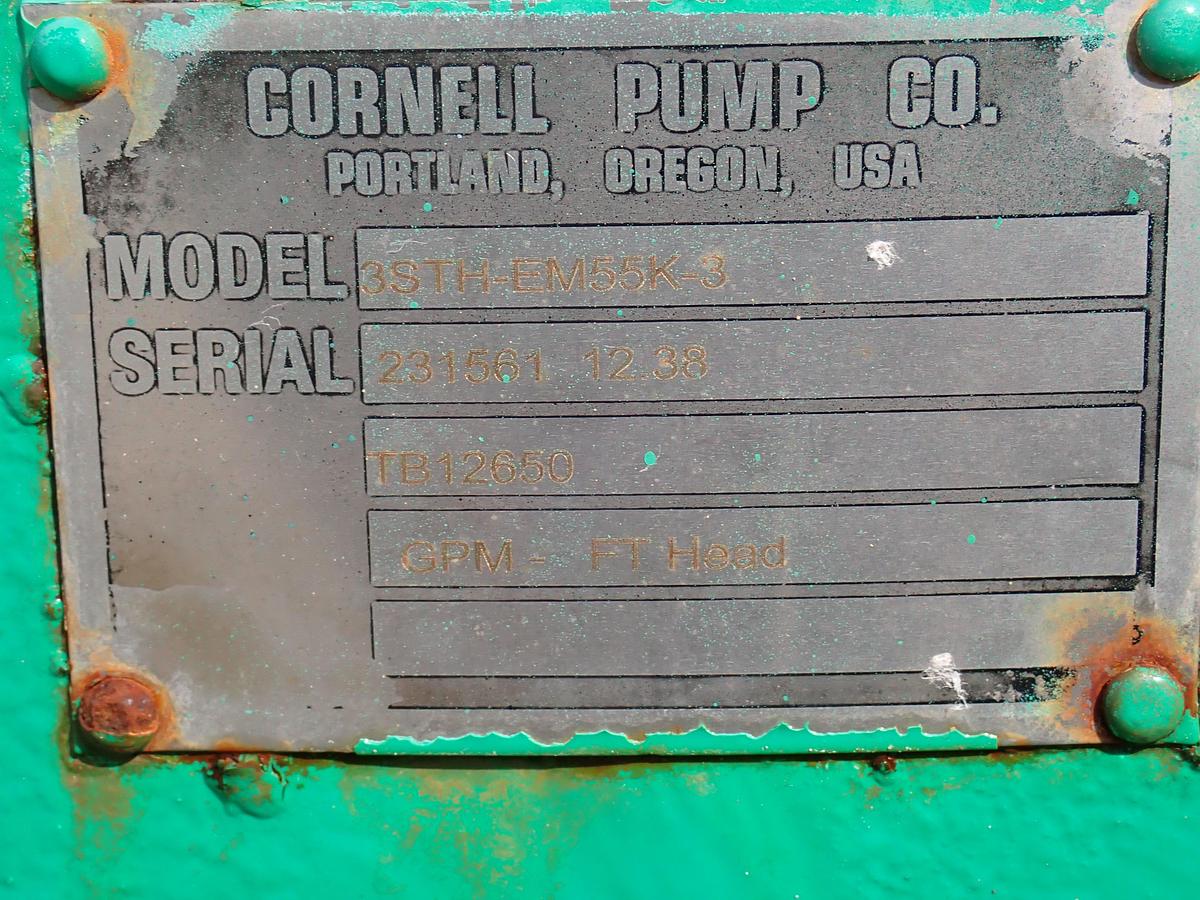 CORNELL PUMP CO.
PORTLAND, OREGON, USA
MODEL 3STH-EM55K-3
SERIAL 231561 12.38
TB12650
GPM - FT Head